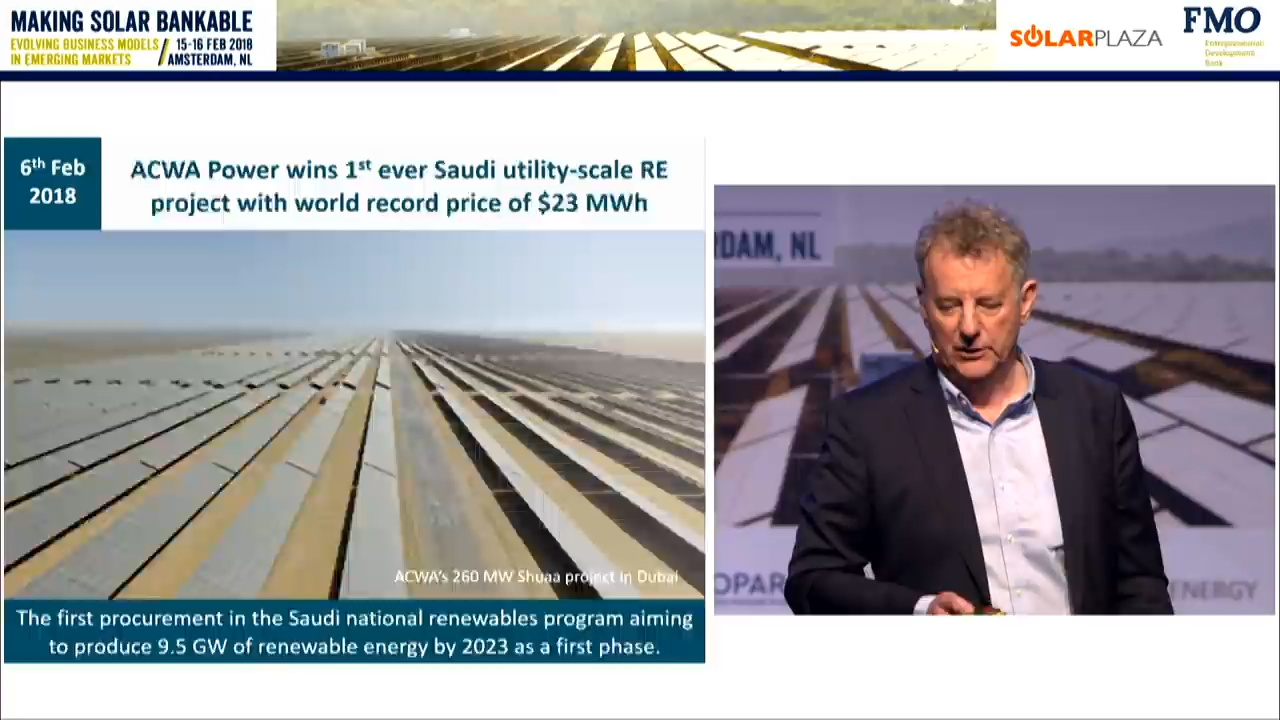 MAKING SOLAR BANKABLE
EVOLVING BUSINESS MODELS
IN EMERGING MARKETS
15-16 FEB 2018
AMSTERDAM, NL
SOLARPLAZA
FMO
Entrepreneurial
Development
Bank
6th Feb
2018
ACWA Power wins 1st ever Saudi utility-scale RE
project with world record price of $23 MWh
RDAM, NL
ACWA's 260 MW Shuaa project in Dubai
OPAR
ENERGY
The first procurement in the Saudi national renewables program aiming
to produce 9.5 GW of renewable energy by 2023 as a first phase.